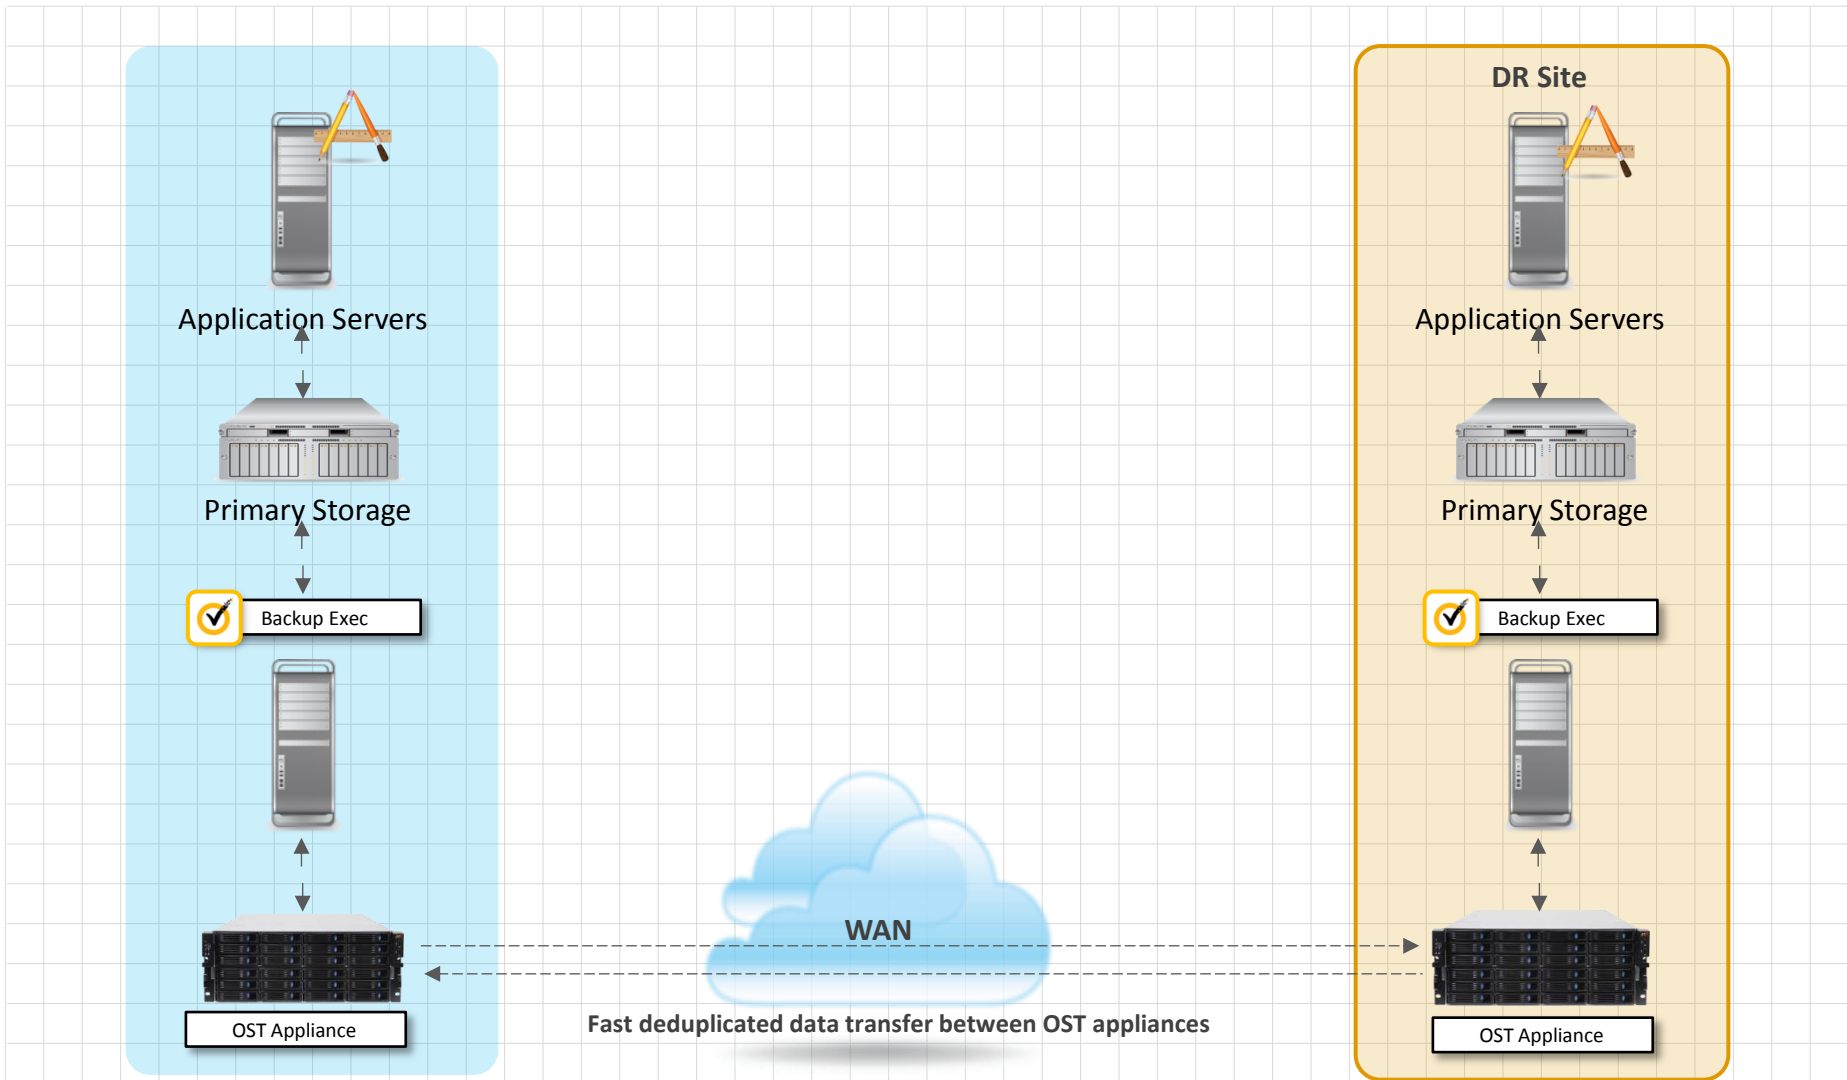 DR Site
Application Servers
Application Servers
Primary Storage
Primary Storage
Backup Exec
Backup Exec
WAN
Fast deduplicated data transfer between OST appliances
OST Appliance
OST Appliance